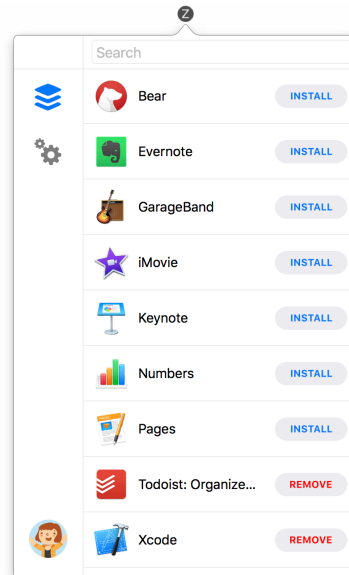 Z
Search
Bear INSTALL
Evernote INSTALL
GarageBand INSTALL
iMovie INSTALL
Keynote INSTALL
Numbers INSTALL
Pages INSTALL
Todoist: Organize... REMOVE
Xcode REMOVE